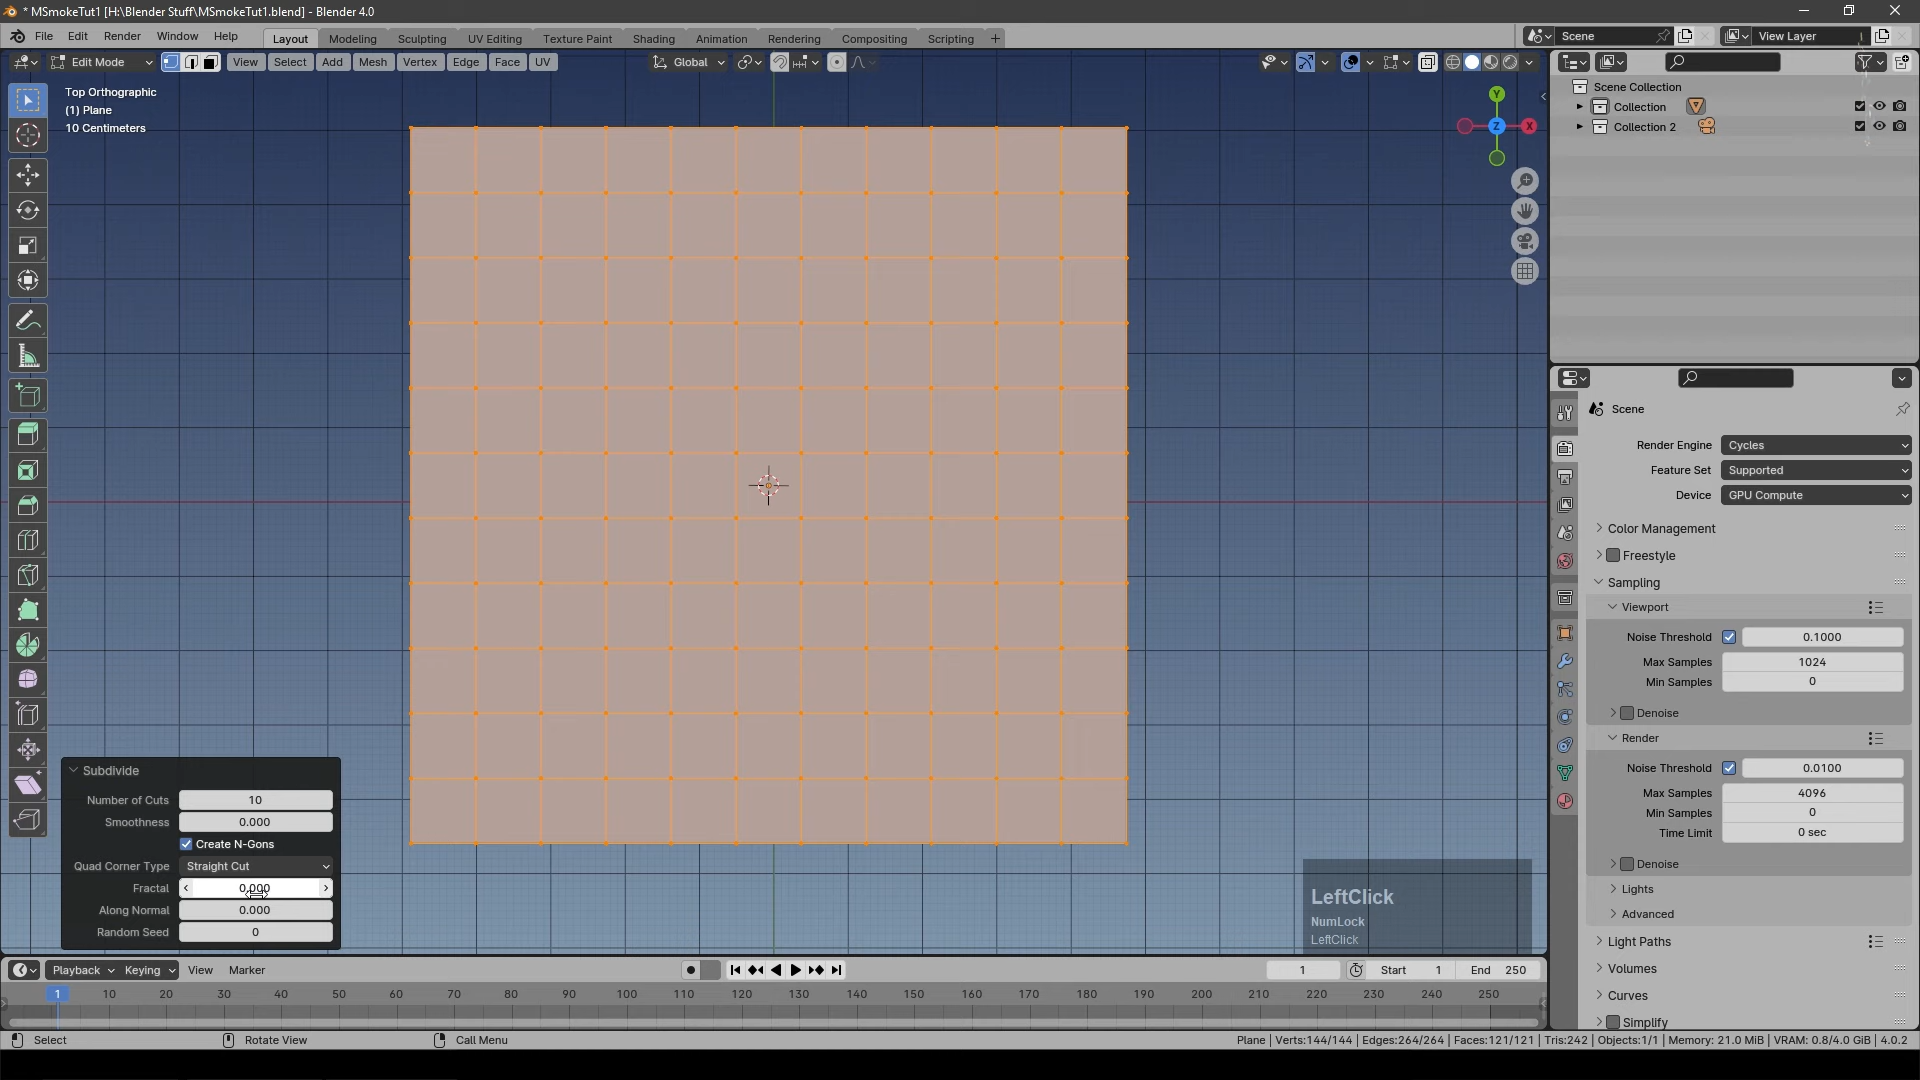 * MSmokeTut1 [H:\Blender Stuff\MSmokeTut1.blend] - Blender 4.0
File Edit Render Window Help
Layout Modeling Sculpting UV Editing Texture Paint Shading Animation Rendering Compositing Scripting +
Scene
View Layer
Edit Mode
View Select Add Mesh Vertex Edge Face UV
Global
Top Orthographic
(1) Plane
10 Centimeters
Y
Z
X
Scene Collection
Collection
Collection 2
Scene
Render Engine Cycles
Feature Set Supported
Device GPU Compute
Color Management
Freestyle
Sampling
Viewport
Noise Threshold 0.1000
Max Samples 1024
Min Samples 0
Denoise
Render
Noise Threshold 0.0100
Max Samples 4096
Min Samples 0
Time Limit 0 sec
Denoise
Lights
Advanced
Light Paths
Volumes
Curves
Simplify
Subdivide
Number of Cuts 10
Smoothness 0.000
Create N-Gons
Quad Corner Type Straight Cut
Fractal 0.000
Along Normal 0.000
Random Seed 0
LeftClick
NumLock
LeftClick
Playback Keying View Marker
1
Start 1
End 250
1 10 20 30 40 50 60 70 80 90 100 110 120 130 140 150 160 170 180 190 200 210 220 230 240 250
Select
Rotate View
Call Menu
Plane | Verts:144/144 | Edges:264/264 | Faces:121/121 | Tris:242 | Objects:1/1 | Memory: 21.0 MiB | VRAM: 0.8/4.0 GiB | 4.0.2